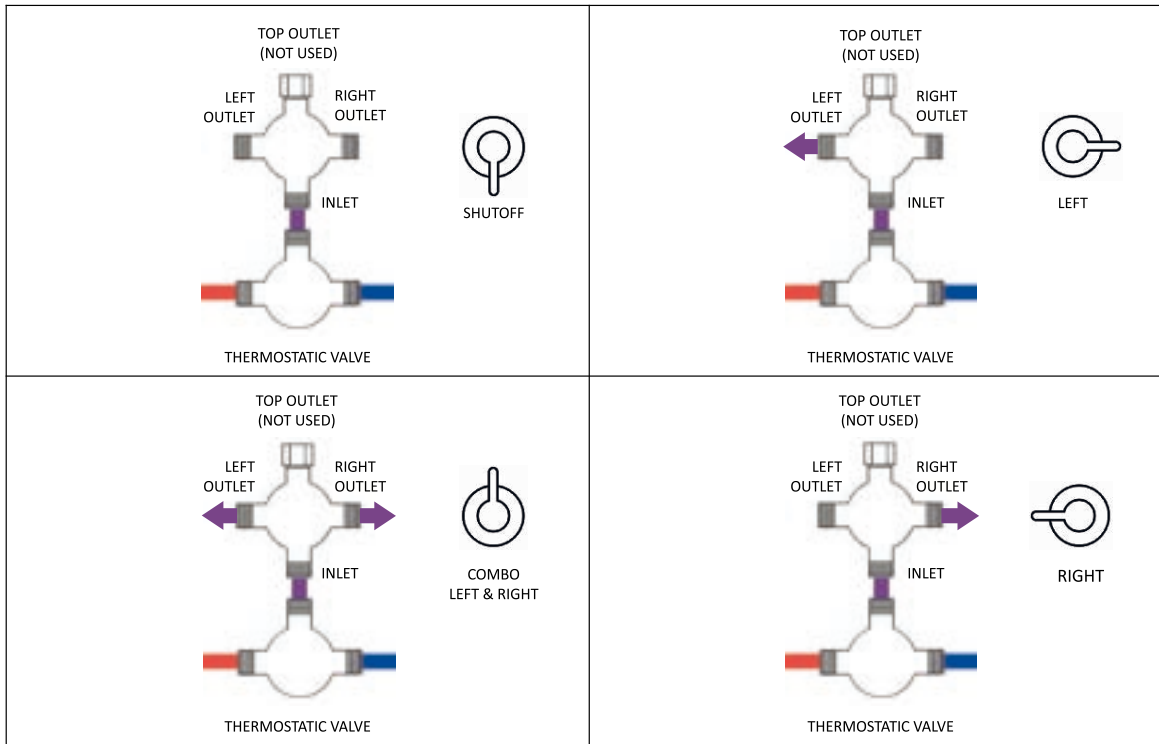 TOP OUTLET
(NOT USED)
LEFT
OUTLET
RIGHT
OUTLET
INLET
SHUTOFF
THERMOSTATIC VALVE
TOP OUTLET
(NOT USED)
LEFT
OUTLET
RIGHT
OUTLET
INLET
LEFT
THERMOSTATIC VALVE
TOP OUTLET
(NOT USED)
LEFT
OUTLET
RIGHT
OUTLET
INLET
COMBO
LEFT & RIGHT
THERMOSTATIC VALVE
TOP OUTLET
(NOT USED)
LEFT
OUTLET
RIGHT
OUTLET
INLET
RIGHT
THERMOSTATIC VALVE